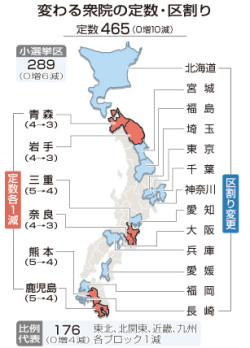 変わる衆院の定数・区割り
定数465(0増10減)
小選挙区
289
(0増6減)
定数各1減
青森
(4→3)
岩手
(4→3)
三重
(5→4)
奈良
(4→3)
熊本
(5→4)
鹿児島
(5→4)
北海道
宮城
福島
埼玉
東京
千葉
神奈川
愛知
大阪
兵庫
愛媛
福岡
長崎
区割り変更
比例代表
176
(0増4減)
東北、北関東、近畿、九州
各ブロック1減